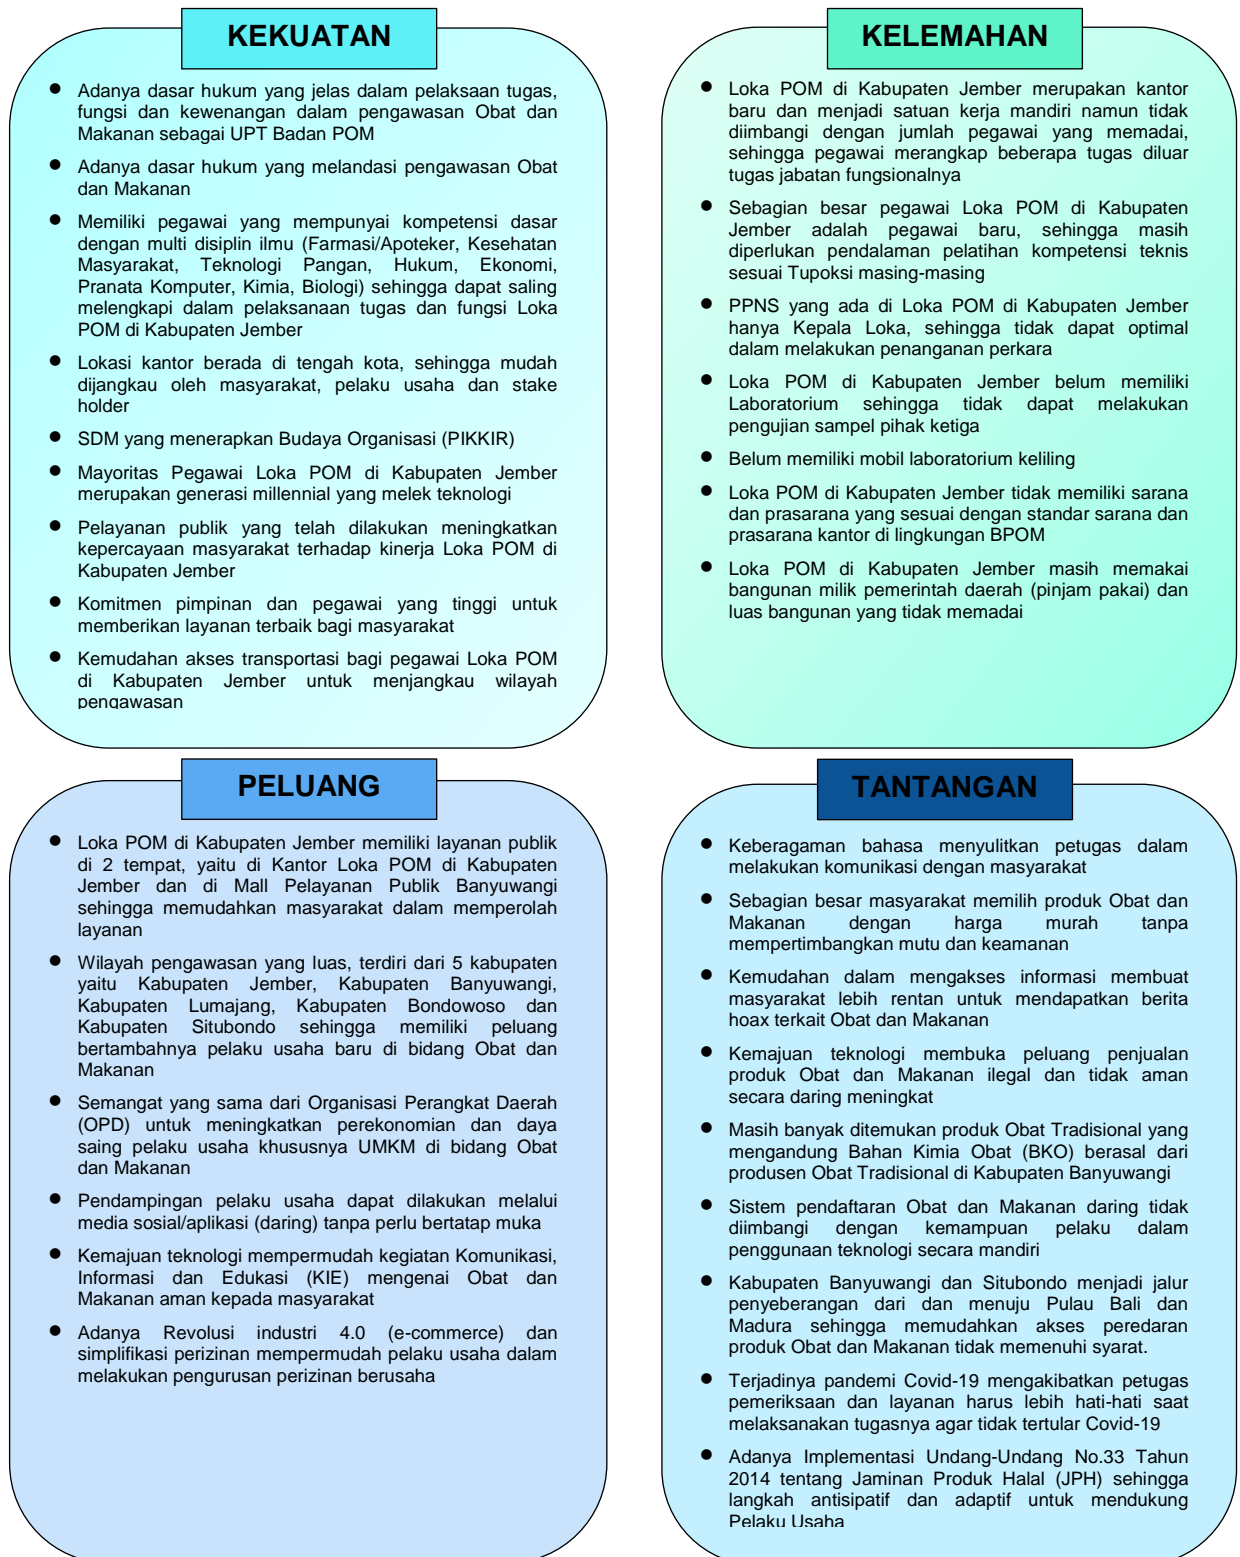 KEKUATAN
Adanya dasar hukum yang jelas dalam pelaksaan tugas,
fungsi dan kewenangan dalam pengawasan Obat dan
Makanan sebagai UPT Badan POM
Adanya dasar hukum yang melandasi pengawasan Obat
dan Makanan
Memiliki pegawai yang mempunyai kompetensi dasar
dengan multi disiplin ilmu (Farmasi/Apoteker, Kesehatan
Masyarakat, Teknologi Pangan, Hukum, Ekonomi,
Pranata Komputer, Kimia, Biologi) sehingga dapat saling
melengkapi dalam pelaksanaan tugas dan fungsi Loka
POM di Kabupaten Jember
Lokasi kantor berada di tengah kota, sehingga mudah
dijangkau oleh masyarakat, pelaku usaha dan stake
holder
SDM yang menerapkan Budaya Organisasi (PIKKIR)
Mayoritas Pegawai Loka POM di Kabupaten Jember
merupakan generasi millennial yang melek teknologi
Pelayanan publik yang telah dilakukan meningkatkan
kepercayaan masyarakat terhadap kinerja Loka POM di
Kabupaten Jember
Komitmen pimpinan dan pegawai yang tinggi untuk
memberikan layanan terbaik bagi masyarakat
Kemudahan akses transportasi bagi pegawai Loka POM
di Kabupaten Jember untuk menjangkau wilayah
pengawasan
KELEMAHAN
Loka POM di Kabupaten Jember merupakan kantor
baru dan menjadi satuan kerja mandiri namun tidak
diimbangi dengan jumlah pegawai yang memadai,
sehingga pegawai merangkap beberapa tugas diluar
tugas jabatan fungsionalnya
Sebagian besar pegawai Loka POM di Kabupaten
Jember adalah pegawai baru, sehingga masih
diperlukan pendalaman pelatihan kompetensi teknis
sesuai Tupoksi masing-masing
PPNS yang ada di Loka POM di Kabupaten Jember
hanya Kepala Loka, sehingga tidak dapat optimal
dalam melakukan penanganan perkara
Loka POM di Kabupaten Jember belum memiliki
Laboratorium sehingga tidak dapat melakukan
pengujian sampel pihak ketiga
Belum memiliki mobil laboratorium keliling
Loka POM di Kabupaten Jember tidak memiliki sarana
dan prasarana yang sesuai dengan standar sarana dan
prasarana kantor di lingkungan BPOM
Loka POM di Kabupaten Jember masih memakai
bangunan milik pemerintah daerah (pinjam pakai) dan
luas bangunan yang tidak memadai
PELUANG
Loka POM di Kabupaten Jember memiliki layanan publik
di 2 tempat, yaitu di Kantor Loka POM di Kabupaten
Jember dan di Mall Pelayanan Publik Banyuwangi
sehingga memudahkan masyarakat dalam memperolah
layanan
Wilayah pengawasan yang luas, terdiri dari 5 kabupaten
yaitu Kabupaten Jember, Kabupaten Banyuwangi,
Kabupaten Lumajang, Kabupaten Bondowoso dan
Kabupaten Situbondo sehingga memiliki peluang
bertambahnya pelaku usaha baru di bidang Obat dan
Makanan
Semangat yang sama dari Organisasi Perangkat Daerah
(OPD) untuk meningkatkan perekonomian dan daya
saing pelaku usaha khususnya UMKM di bidang Obat
dan Makanan
Pendampingan pelaku usaha dapat dilakukan melalui
media sosial/aplikasi (daring) tanpa perlu bertatap muka
Kemajuan teknologi mempermudah kegiatan Komunikasi,
Informasi dan Edukasi (KIE) mengenai Obat dan
Makanan aman kepada masyarakat
Adanya Revolusi industri 4.0 (e-commerce) dan
simplifikasi perizinan mempermudah pelaku usaha dalam
melakukan pengurusan perizinan berusaha
TANTANGAN
Keberagaman bahasa menyulitkan petugas dalam
melakukan komunikasi dengan masyarakat
Sebagian besar masyarakat memilih produk Obat dan
Makanan dengan harga murah tanpa
mempertimbangkan mutu dan keamanan
Kemudahan dalam mengakses informasi membuat
masyarakat lebih rentan untuk mendapatkan berita
hoax terkait Obat dan Makanan
Kemajuan teknologi membuka peluang penjualan
produk Obat dan Makanan ilegal dan tidak aman
secara daring meningkat
Masih banyak ditemukan produk Obat Tradisional yang
mengandung Bahan Kimia Obat (BKO) berasal dari
produsen Obat Tradisional di Kabupaten Banyuwangi
Sistem pendaftaran Obat dan Makanan daring tidak
diimbangi dengan kemampuan pelaku dalam
penggunaan teknologi secara mandiri
Kabupaten Banyuwangi dan Situbondo menjadi jalur
penyeberangan dari dan menuju Pulau Bali dan
Madura sehingga memudahkan akses peredaran
produk Obat dan Makanan tidak memenuhi syarat.
Terjadinya pandemi Covid-19 mengakibatkan petugas
pemeriksaan dan layanan harus lebih hati-hati saat
melaksanakan tugasnya agar tidak tertular Covid-19
Adanya Implementasi Undang-Undang No.33 Tahun
2014 tentang Jaminan Produk Halal (JPH) sehingga
langkah antisipatif dan adaptif untuk mendukung
Pelaku Usaha